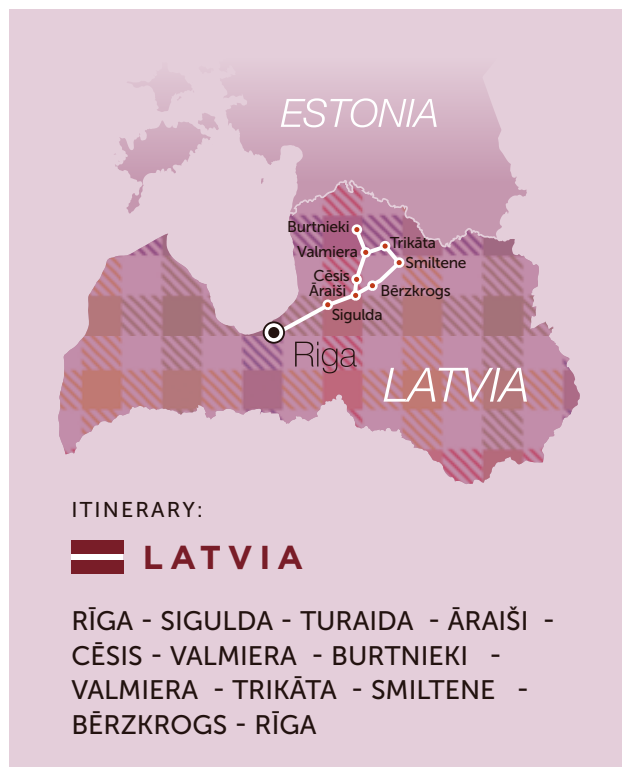 ESTONIA
Burtnieki
Trikāta
Valmiera
Smiltene
Cēsis
Āraiši
Bērzkrogs
Sigulda
Riga
LATVIA
ITINERARY:
LATVIA
RĪGA - SIGULDA - TURAIDA - ĀRAIŠI -
CĒSIS - VALMIERA - BURTNIEKI -
VALMIERA - TRIKĀTA - SMILTENE -
BĒRZKROGS - RĪGA